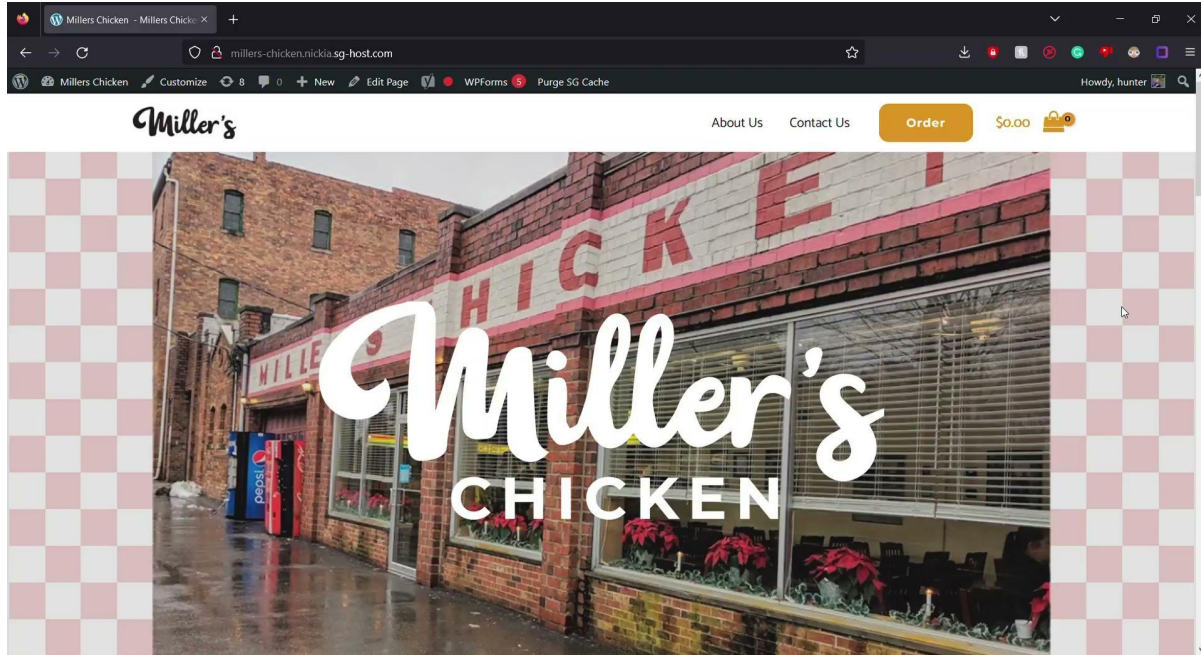 Millers Chicken - Millers Chicke
millers-chicken.nickia.sg-host.com
Millers Chicken Customize 8 0 New Edit Page WPForms 5 Purge SG Cache Howdy, hunter
Miller's About Us Contact Us Order $0.00 0
MILLE S HICKE
Miller's
CHICKEN
pepsi